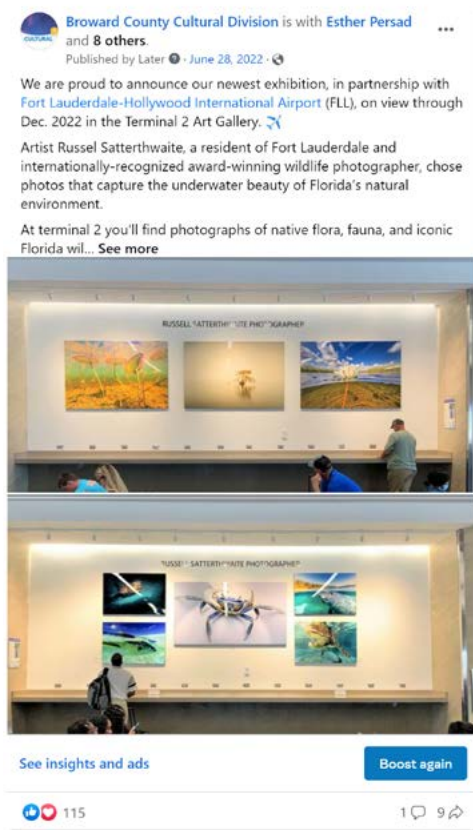 Broward County Cultural Division is with Esther Persad
and 8 others.
Published by Later · June 28, 2022 ·
We are proud to announce our newest exhibition, in partnership with
Fort Lauderdale-Hollywood International Airport (FLL), on view through
Dec. 2022 in the Terminal 2 Art Gallery.
Artist Russel Satterthwaite, a resident of Fort Lauderdale and
internationally-recognized award-winning wildlife photographer, chose
photos that capture the underwater beauty of Florida's natural
environment.
At terminal 2 you'll find photographs of native flora, fauna, and iconic
Florida wil... See more
RUSSELL SATTERTHWAITE PHOTOGRAPHER
RUSSELL SATTERTHWAITE PHOTOGRAPHER
See insights and ads
Boost again
115
1
9